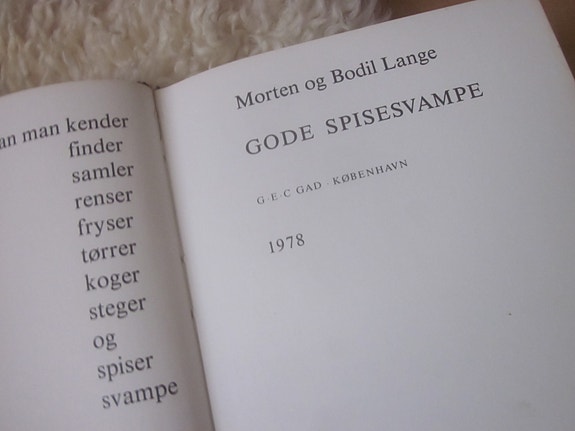 an man kender
finder
samler
renser
fryser
tørrer
koger
steger
og
spiser
svampe
Morten og Bodil Lange
GODE SPISESVAMPE
G · E · C GAD · KØBENHAVN
1978